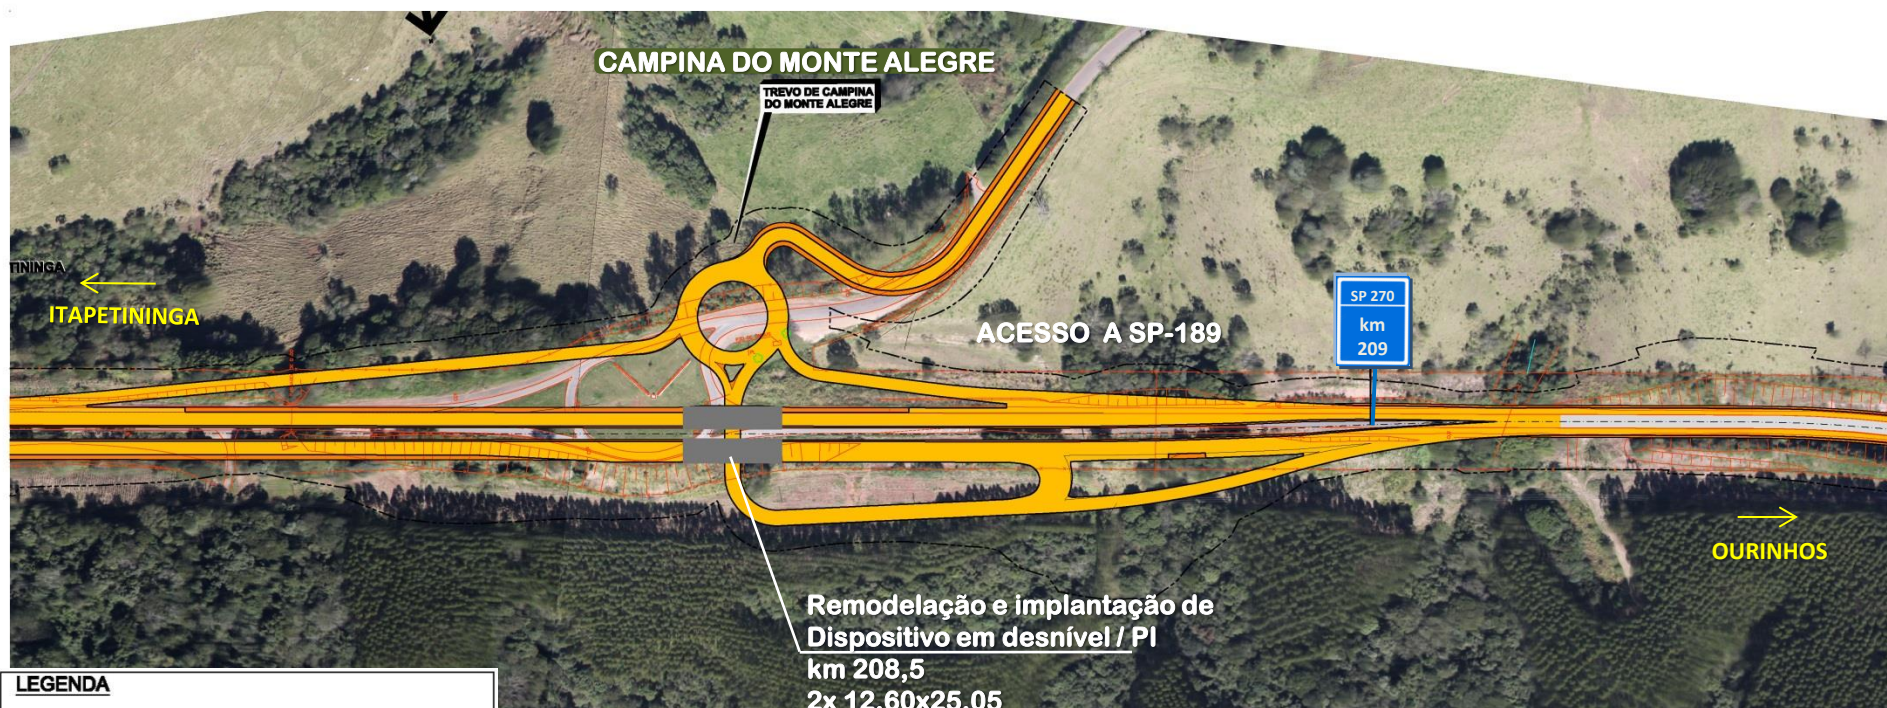 CAMPINA DO MONTE ALEGRE
TREVO DE CAMPINA
DO MONTE ALEGRE
TININGA
ITAPETININGA
ACESSO A SP-189
SP 270
km
209
OURINHOS
Remodelação e implantação de
Dispositivo em desnível / PI
km 208,5
2x 12,60x25,05
LEGENDA